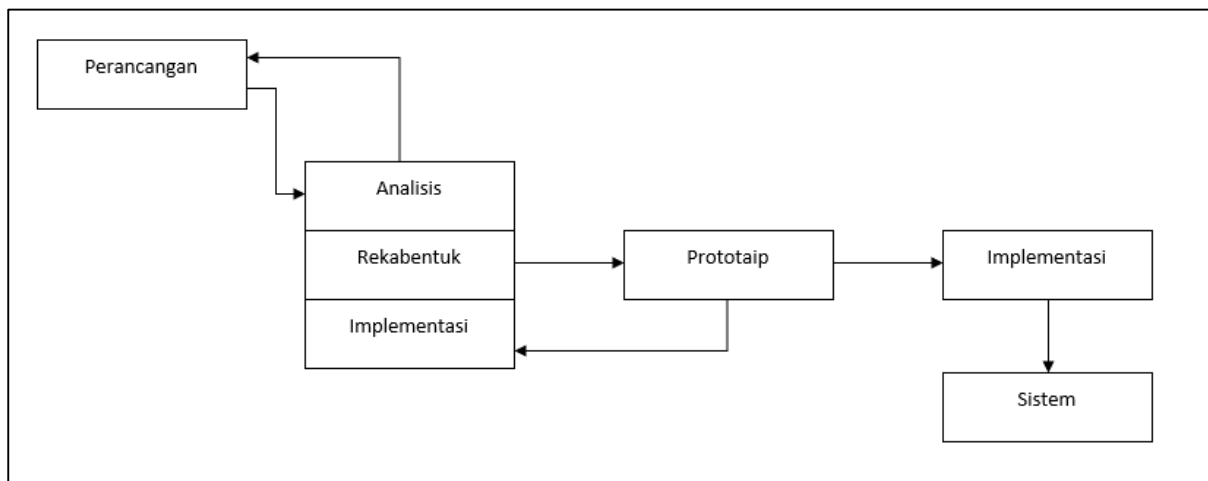 Perancangan
Analisis
Rekabentuk
Prototaip
Implementasi
Implementasi
Sistem